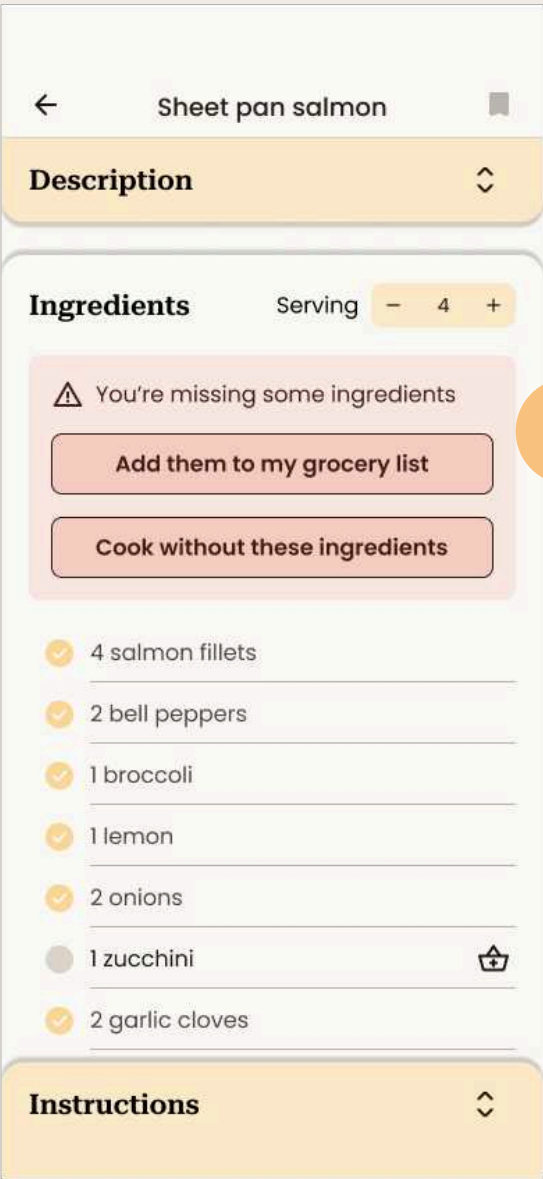 Sheet pan salmon
Description
Ingredients
Serving − 4 +
You're missing some ingredients
Add them to my grocery list
Cook without these ingredients
4 salmon fillets
2 bell peppers
1 broccoli
1 lemon
2 onions
1 zucchini
2 garlic cloves
Instructions